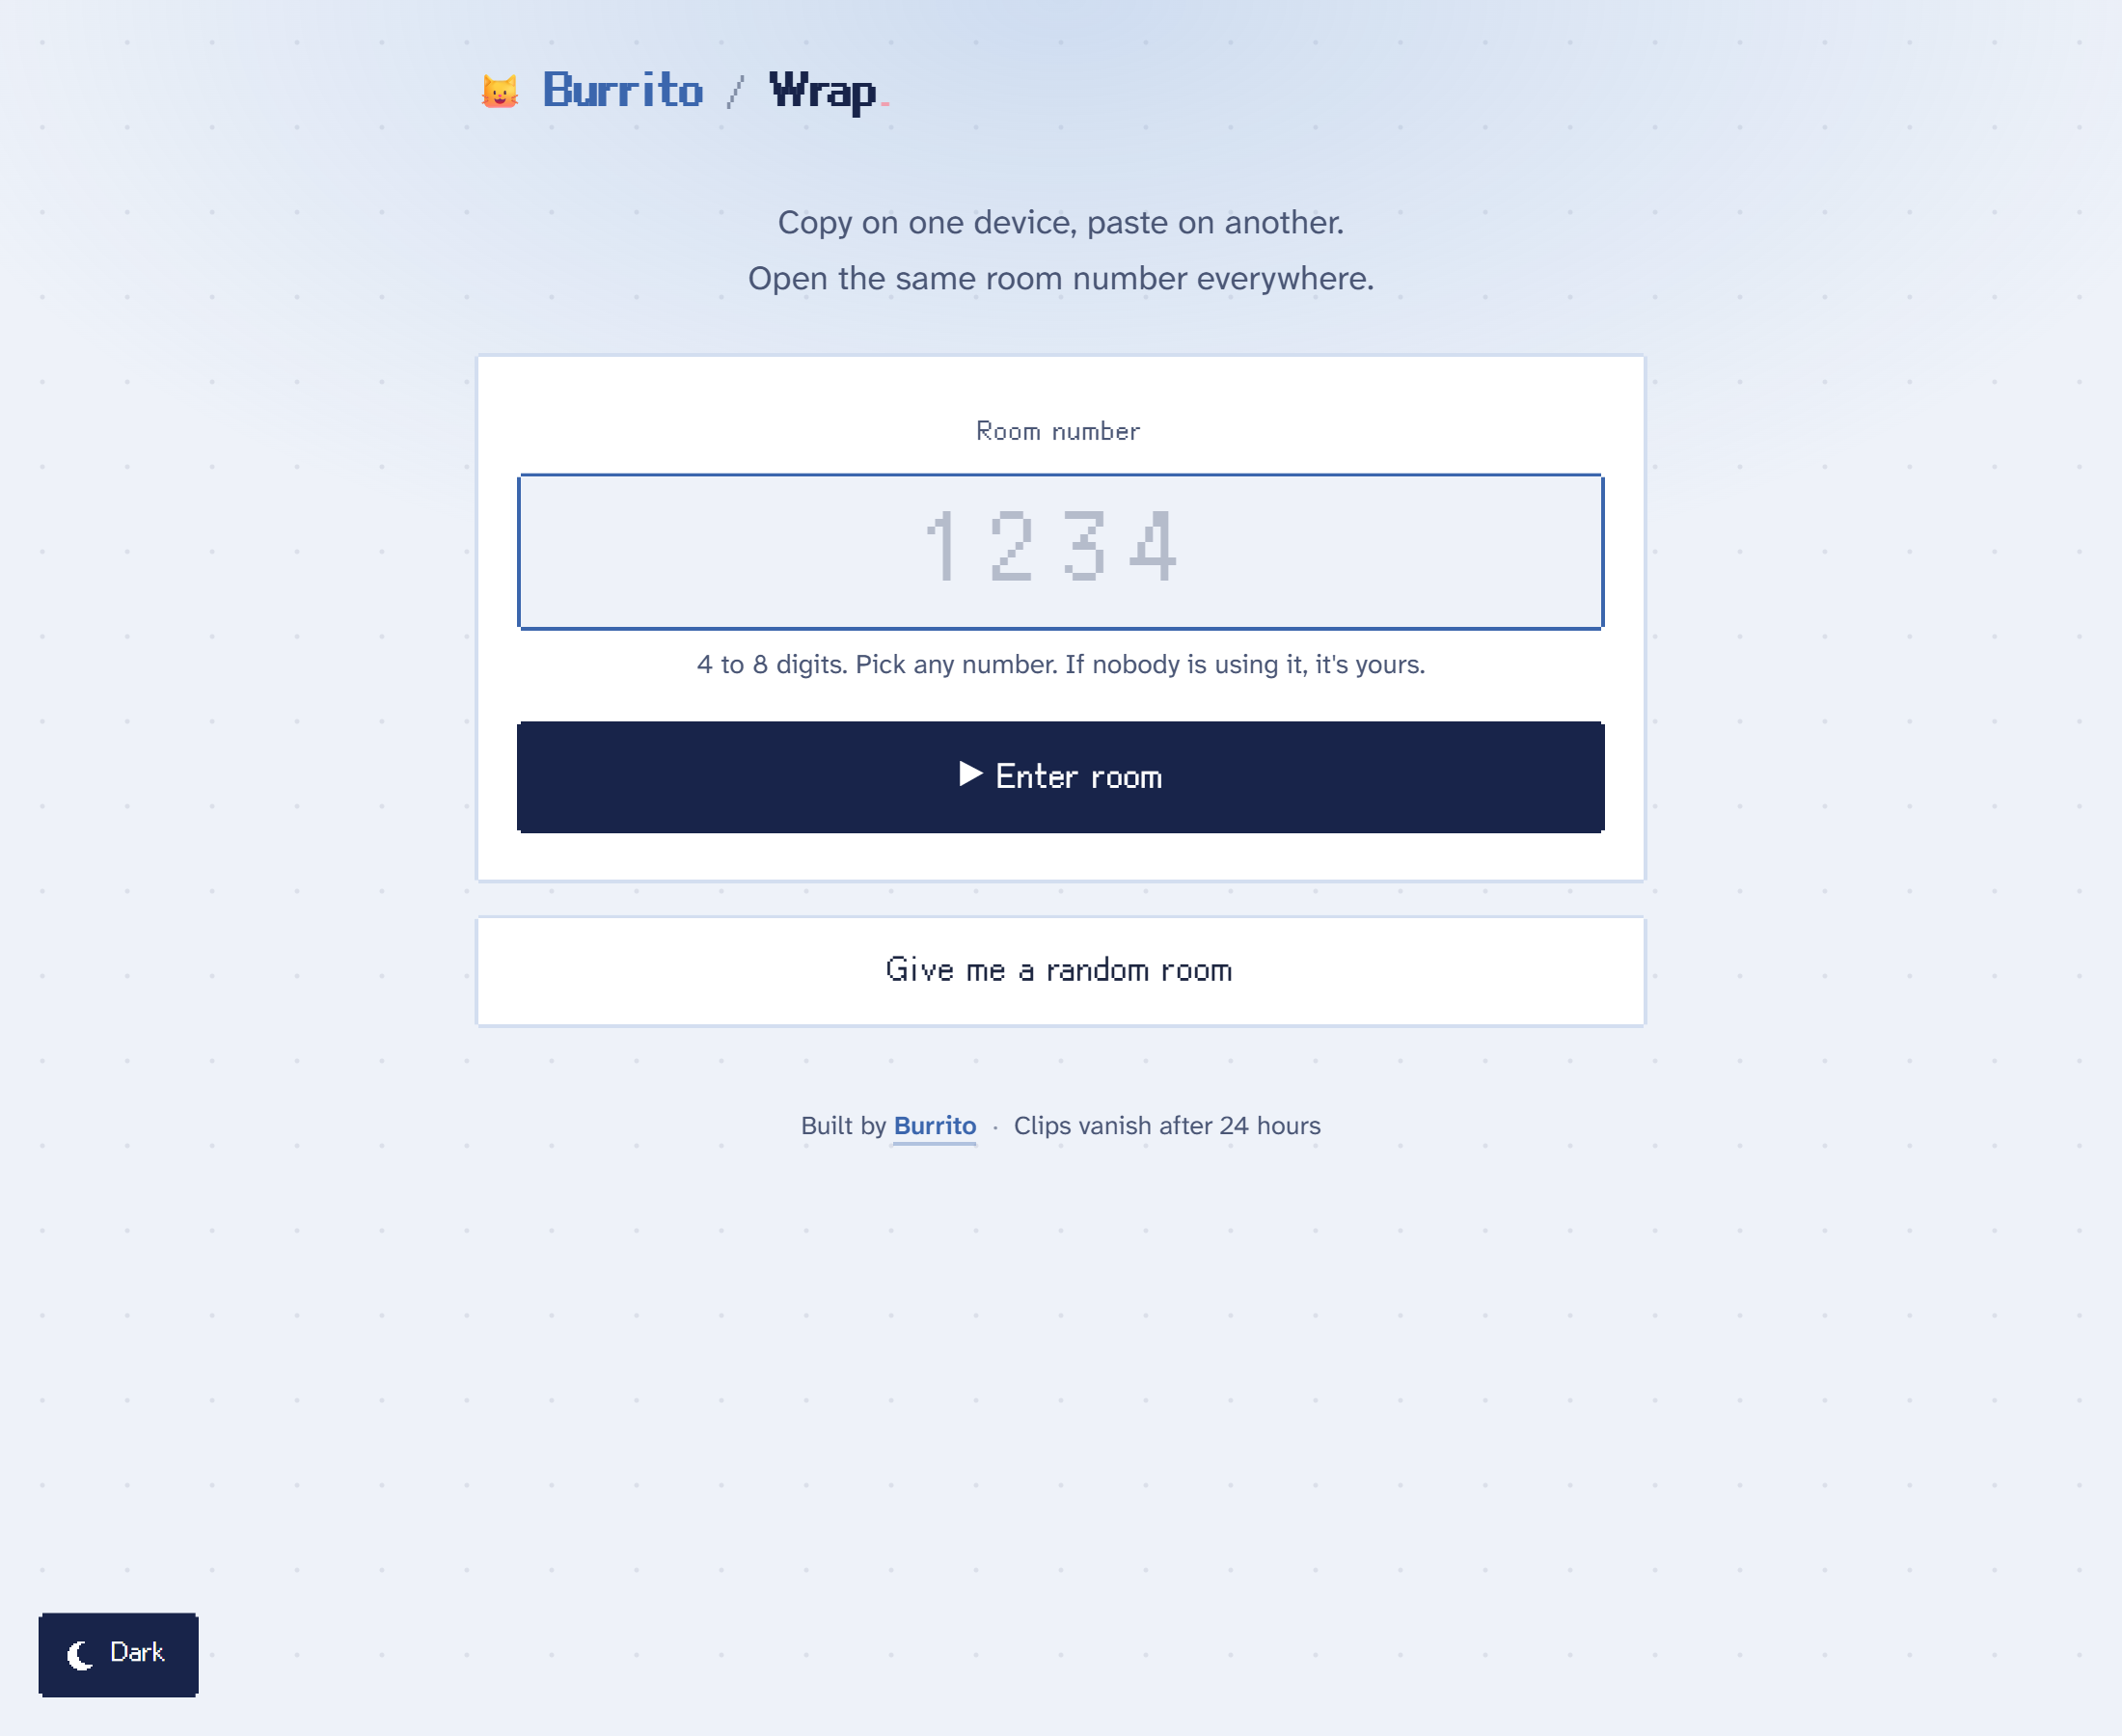 Burrito / Wrap.
Copy on one device, paste on another.
Open the same room number everywhere.
Room number
1234
4 to 8 digits. Pick any number. If nobody is using it, it's yours.
▶ Enter room
Give me a random room
Built by Burrito · Clips vanish after 24 hours
Dark